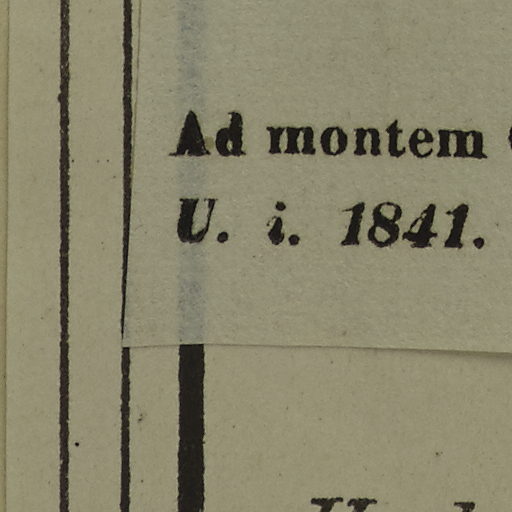 Ad montem
U. i. 1841.